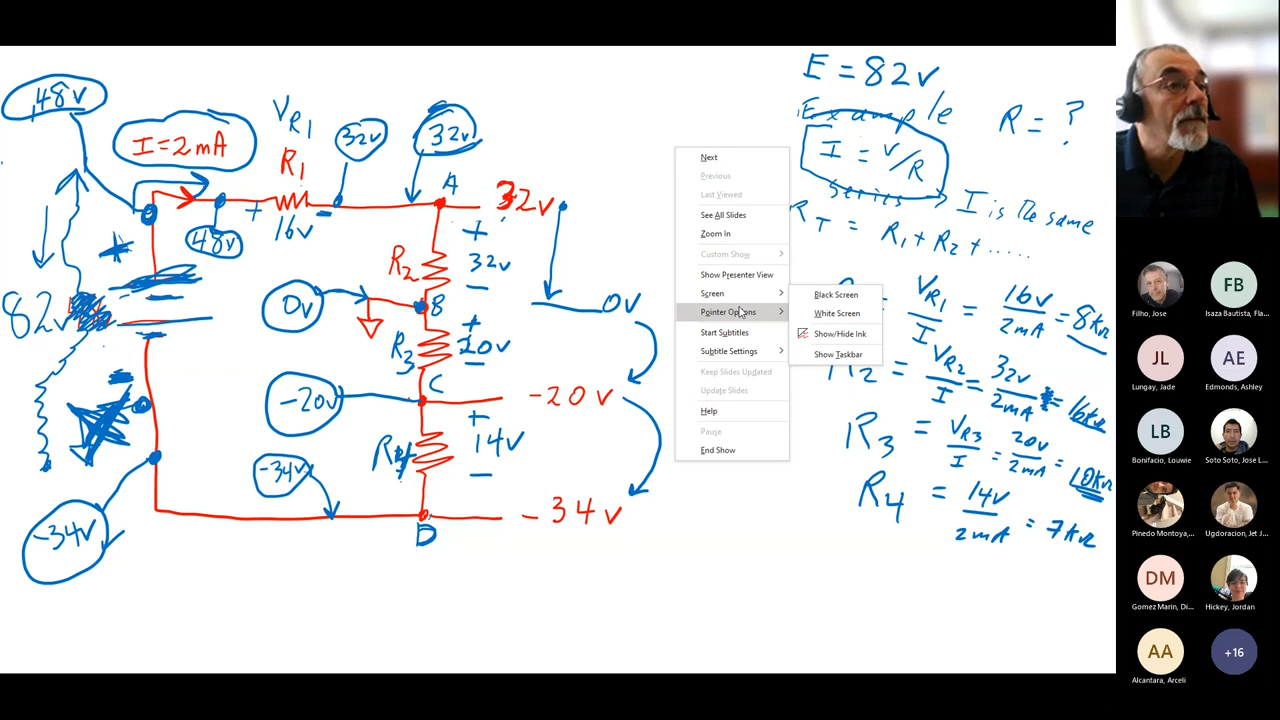 48v
I = 2mA
VR1
R1
32v
32v
A
32v
+
16v
48v
82v
R2
+
32v
0v
B
0v
R3
+
20v
-20v
C
-20v
R4
+
14v
-34v
-34v
-34v
D
E = 82v
Example
R = ?
I = V/R
Series
I is the same
RT = R1 + R2 + .....
= VR1/I = 16v/2mA = 8kΩ
R2 = VR2/I = 32v/2mA = 16kΩ
R3 = VR3/I = 20v/2mA = 10kΩ
R4 = 14v/2mA = 7kΩ
Next
Previous
Last Viewed
See All Slides
Zoom In
Custom Show
Show Presenter View
Screen
Pointer Options
Start Subtitles
Subtitle Settings
Keep Slides Updated
Update Slides
Help
Pause
End Show
Black Screen
White Screen
Show/Hide Ink
Show Taskbar
Filho, Jose
FB
Isaza Bautista, Fla...
JL
Lungay, Jade
AE
Edmonds, Ashley
LB
Bonifacio, Louwie
Soto Soto, Jose L...
Pinedo Montoya,...
Ugdoracion, Jet J...
DM
Gomez Marin, Di...
Hickey, Jordan
AA
Alcantara, Arceli
+16